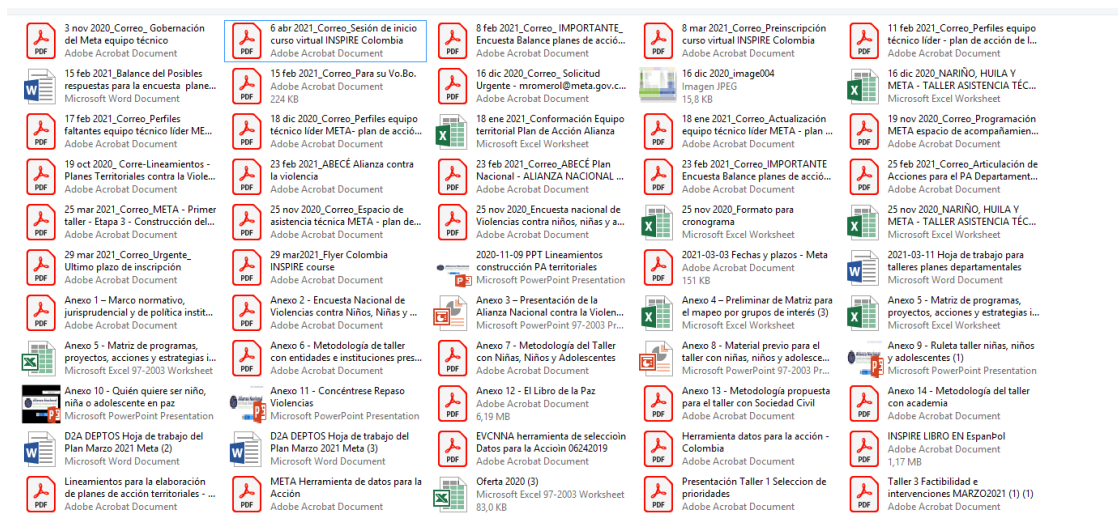 3 nov 2020_Correo_ Gobernación
del Meta equipo técnico
Adobe Acrobat Document
6 abr 2021_Correo_Sesión de inicio
curso virtual INSPIRE Colombia
Adobe Acrobat Document
8 feb 2021_Correo_ IMPORTANTE_
Encuesta Balance planes de acció...
Adobe Acrobat Document
8 mar 2021_Correo_Preinscripción
curso virtual INSPIRE Colombia
Adobe Acrobat Document
11 feb 2021_Correo_Perfiles equipo
técnico líder - plan de acción de l...
Adobe Acrobat Document
15 feb 2021_Balance del Posibles
respuestas para la encuesta plane...
Microsoft Word Document
15 feb 2021_Correo_Para su Vo.Bo.
Adobe Acrobat Document
224 KB
16 dic 2020_Correo_ Solicitud
Urgente - mromerol@meta.gov.c...
Adobe Acrobat Document
16 dic 2020_image004
Imagen JPEG
15,8 KB
16 dic 2020_NARIÑO, HUILA Y
META - TALLER ASISTENCIA TÉC...
Microsoft Excel Worksheet
17 feb 2021_Correo_Perfiles
faltantes equipo técnico líder ME...
Adobe Acrobat Document
18 dic 2020_Correo_Perfiles equipo
técnico líder META- plan de acció...
Adobe Acrobat Document
18 ene 2021_Conformación Equipo
territorial Plan de Acción Alianza
Microsoft Excel Worksheet
18 ene 2021_Correo_Actualización
equipo técnico líder META - plan ...
Adobe Acrobat Document
19 nov 2020_Correo_Programación
META espacio de acompañamien...
Adobe Acrobat Document
19 oct 2020_ Corre-Lineamientos -
Planes Territoriales contra la Viole...
Adobe Acrobat Document
23 feb 2021_ABECÉ Alianza contra
la violencia
Adobe Acrobat Document
23 feb 2021_Correo_ABECÉ Plan
Nacional - ALIANZA NACIONAL ...
Adobe Acrobat Document
23 feb 2021_Correo_IMPORTANTE
Encuesta Balance planes de acció...
Adobe Acrobat Document
25 feb 2021_Correo_Articulación de
Acciones para el PA Departament...
Adobe Acrobat Document
25 mar 2021_Correo_META - Primer
taller - Etapa 3 - Construcción del...
Adobe Acrobat Document
25 nov 2020_Correo_Espacio de
asistencia técnica META - plan de...
Adobe Acrobat Document
25 nov 2020_Encuesta nacional de
Violencias contra niños, niñas y a...
Adobe Acrobat Document
25 nov 2020_Formato para
cronograma
Microsoft Excel Worksheet
25 nov 2020_NARIÑO, HUILA Y
META - TALLER ASISTENCIA TÉC...
Microsoft Excel Worksheet
29 mar 2021_Correo_Urgente_
Ultimo plazo de inscripción
Adobe Acrobat Document
29 mar2021_Flyer Colombia
INSPIRE course
Adobe Acrobat Document
2020-11-09 PPT Lineamientos
construcción PA territoriales
Microsoft PowerPoint Presentation
2021-03-03 Fechas y plazos - Meta
Adobe Acrobat Document
151 KB
2021-03-11 Hoja de trabajo para
talleres planes departamentales
Microsoft Word Document
Anexo 1 – Marco normativo,
jurisprudencial y de política instit...
Adobe Acrobat Document
Anexo 2 - Encuesta Nacional de
Violencias contra Niños, Niñas y ...
Adobe Acrobat Document
Anexo 3 – Presentación de la
Alianza Nacional contra la Violen...
Microsoft PowerPoint 97-2003 Pr...
Anexo 4 – Preliminar de Matriz para
el mapeo por grupos de interés (3)
Microsoft Excel Worksheet
Anexo 5 - Matriz de programas,
proyectos, acciones y estrategias i...
Microsoft Excel Worksheet
Anexo 5 - Matriz de programas,
proyectos, acciones y estrategias i...
Microsoft Excel 97-2003 Worksheet
Anexo 6 - Metodología de taller
con entidades e instituciones pres...
Adobe Acrobat Document
Anexo 7 - Metodología del Taller
con Niñas, Niños y Adolescentes
Adobe Acrobat Document
Anexo 8 - Material previo para el
taller con niñas, niños y adolesce...
Microsoft PowerPoint 97-2003 Pr...
Anexo 9 - Ruleta taller niñas, niños
y adolescentes (1)
Microsoft PowerPoint Presentation
Anexo 10 - Quién quiere ser niño,
niña o adolescente en paz
Microsoft PowerPoint Presentation
Anexo 11 - Concéntrese Repaso
Violencias
Microsoft PowerPoint Presentation
Anexo 12 - El Libro de la Paz
Adobe Acrobat Document
6,19 MB
Anexo 13 - Metodología propuesta
para el taller con Sociedad Civil
Adobe Acrobat Document
Anexo 14 - Metodología del taller
con academia
Adobe Acrobat Document
D2A DEPTOS Hoja de trabajo del
Plan Marzo 2021 Meta (2)
Microsoft Word Document
D2A DEPTOS Hoja de trabajo del
Plan Marzo 2021 Meta (3)
Microsoft Word Document
EVCNNA herramienta de selección
Datos para la Acción 06242019
Adobe Acrobat Document
Herramienta datos para la acción -
Colombia
Adobe Acrobat Document
INSPIRE LIBRO EN Espanhol
Adobe Acrobat Document
1,17 MB
Lineamientos para la elaboración
de planes de acción territoriales - ...
Adobe Acrobat Document
META Herramienta de datos para la
Acción
Adobe Acrobat Document
Oferta 2020 (3)
Microsoft Excel 97-2003 Worksheet
83,0 KB
Presentación Taller 1 Seleccion de
prioridades
Adobe Acrobat Document
Taller 3 Factibilidad e
intervenciones MARZO2021 (1) (1)
Adobe Acrobat Document